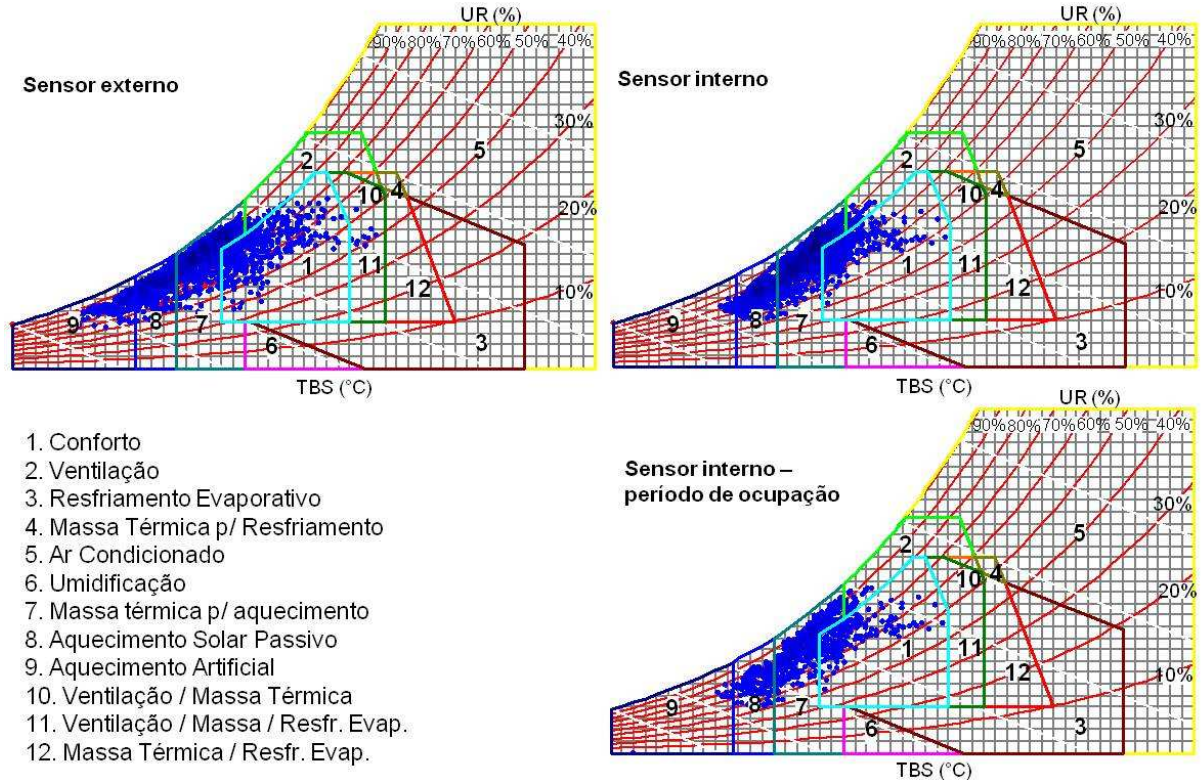 UR (%)
90% 80% 70% 60% 50% 40%
Sensor externo
30%
5
2
4
10
20%
1
11
12
10%
9
8
7
6
3
TBS (°C)
UR (%)
90% 80% 70% 60% 50% 40%
Sensor interno
30%
5
2
4
10
20%
1
11
12
10%
9
8
7
6
3
TBS (°C)
1. Conforto
2. Ventilação
3. Resfriamento Evaporativo
4. Massa Térmica p/ Resfriamento
5. Ar Condicionado
6. Umidificação
7. Massa térmica p/ aquecimento
8. Aquecimento Solar Passivo
9. Aquecimento Artificial
10. Ventilação / Massa Térmica
11. Ventilação / Massa / Resfr. Evap.
12. Massa Térmica / Resfr. Evap.
UR (%)
90% 80% 70% 60% 50% 40%
Sensor interno –
período de ocupação
30%
5
2
4
10
20%
1
11
12
10%
9
8
7
6
3
TBS (°C)